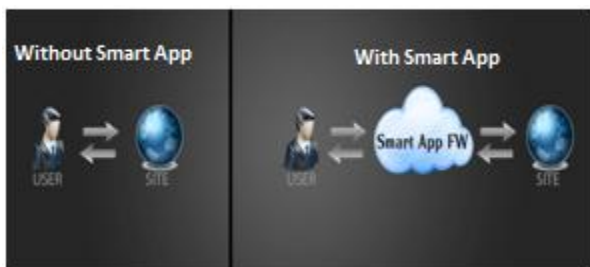 Without Smart App
USER
SITE
With Smart App
USER
Smart App FW
SITE